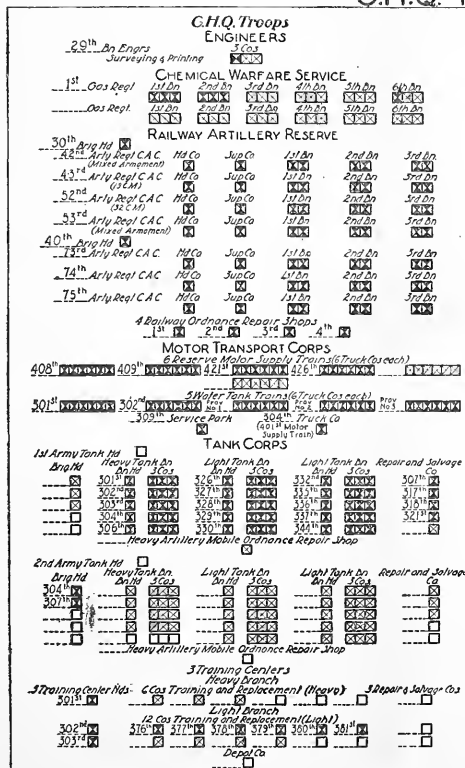 G.H.Q. Troops
ENGINEERS
29th Bn Engrs 3 Cos
Surveying & Printing
CHEMICAL WARFARE SERVICE
1st Gas Regt 1st Bn 2nd Bn 3rd Bn 4th Bn 5th Bn 6th Bn
Gas Regt. 1st Bn 2nd Bn 3rd Bn 4th Bn 5th Bn 6th Bn
RAILWAY ARTILLERY RESERVE
30th Brig Hd
42nd Arty Regt C.A.C. Hd Co Sup Co 1st Bn 2nd Bn 3rd Bn
(Mixed Armament)
43rd Arty Regt C.A.C. Hd Co Sup Co 1st Bn 2nd Bn 3rd Bn
52nd Arty Regt C.A.C. Hd Co Sup Co 1st Bn 2nd Bn 3rd Bn
(32 C.M.)
53rd Arty Regt C.A.C. Hd Co Sup Co 1st Bn 2nd Bn 3rd Bn
(Mixed Armament)
40th Brig Hd
73rd Arty Regt C.A.C. Hd Co Sup Co 1st Bn 2nd Bn 3rd Bn
74th Arty Regt C.A.C. Hd Co Sup Co 1st Bn 2nd Bn 3rd Bn
75th Arty Regt C.A.C. Hd Co Sup Co 1st Bn 2nd Bn 3rd Bn
4 Railway Ordnance Repair Shops
1st 2nd 3rd 4th
MOTOR TRANSPORT CORPS
6 Reserve Motor Supply Trains (6 Truck Cos each)
408th 409th 421st 426th
5 Water Tank Trains (6 Truck Cos each)
301st 302nd Prov No 1 Prov No 2 Prov No 3
309th Service Park 304th Truck Co
(401st Motor Supply Train)
TANK CORPS
1st Army Tank Hd
Heavy Tank Bn Light Tank Bn Light Tank Bn Repair and Salvage
Brig Hd Bn Hd 3 Cos Bn Hd 3 Cos Bn Hd 3 Cos Co
301st 326th 332nd 307th
302nd 327th 335th 317th
303rd 328th 336th 318th
304th 329th 337th 321st
306th 330th 344th
Heavy Artillery Mobile Ordnance Repair Shop
2nd Army Tank Hd
Heavy Tank Bn Light Tank Bn Light Tank Bn Repair and Salvage
Brig Hd Bn Hd 3 Cos Bn Hd 3 Cos Bn Hd 3 Cos Co
304th
307th
Heavy Artillery Mobile Ordnance Repair Shop
3 Training Centers
Heavy Branch
3 Training Center Hds 6 Cos Training and Replacement (Heavy) 3 Repair & Salvage Cos
301st
Light Branch
12 Cos Training and Replacement (Light)
302nd 376th 377th 378th 379th 380th 381st
303rd
Depot Co